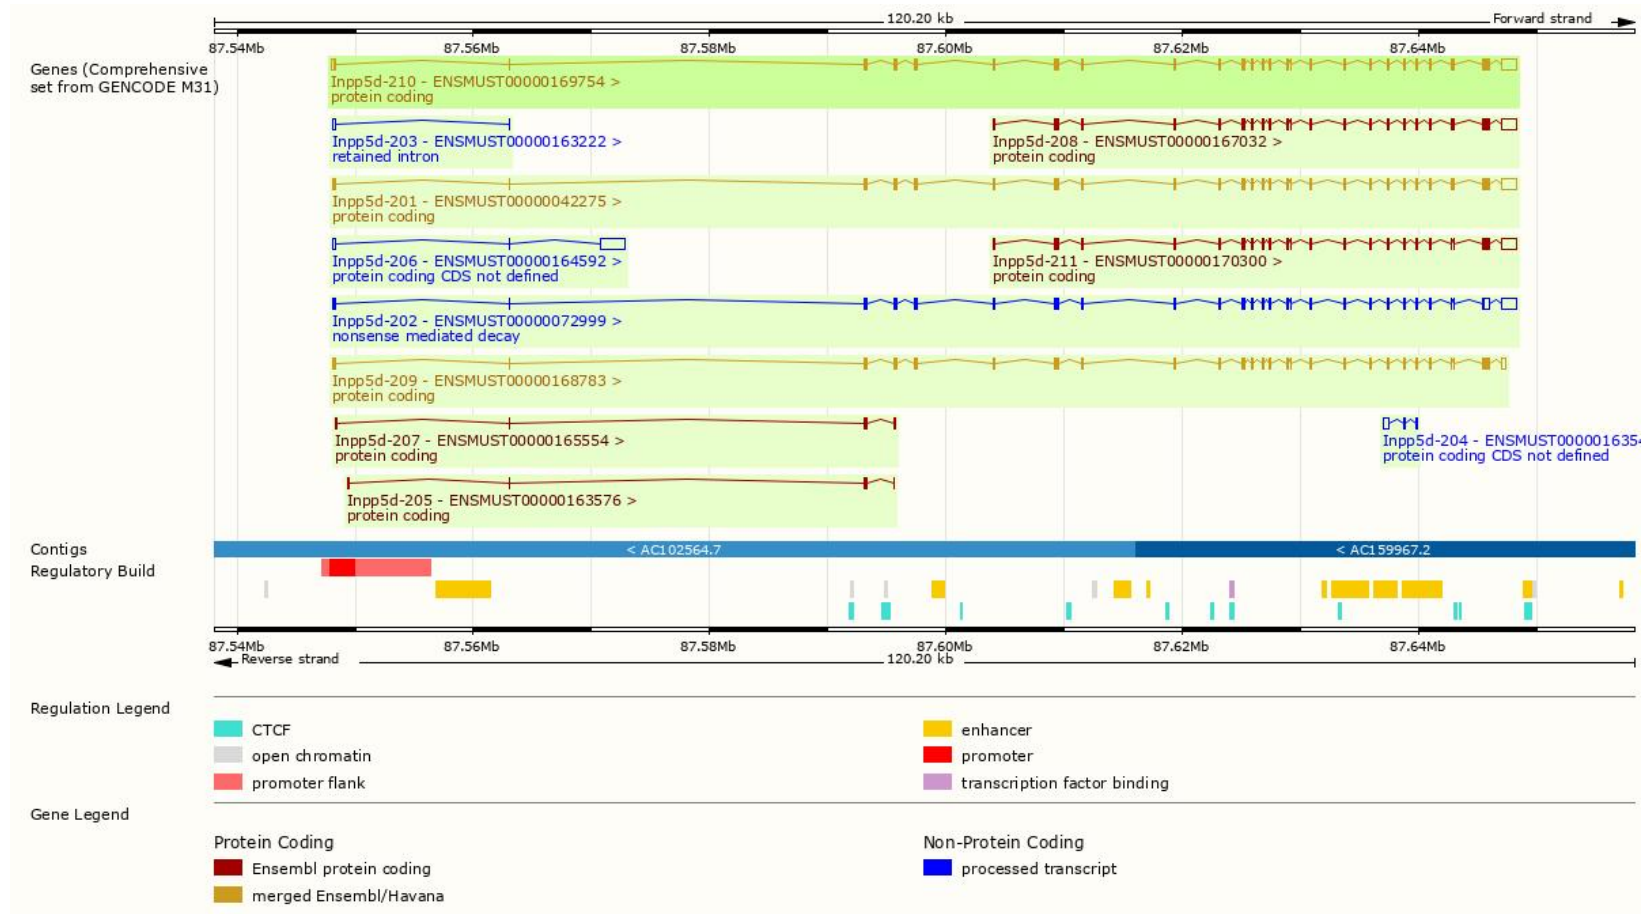 120.20 kb Forward strand
87.54Mb 87.56Mb 87.58Mb 87.60Mb 87.62Mb 87.64Mb
Genes (Comprehensive
set from GENCODE M31)
Inpp5d-210 - ENSMUST00000169754 >
protein coding
Inpp5d-203 - ENSMUST00000163222 > Inpp5d-208 - ENSMUST00000167032 >
retained intron protein coding
Inpp5d-201 - ENSMUST00000042275 >
protein coding
Inpp5d-206 - ENSMUST00000164592 > Inpp5d-211 - ENSMUST00000170300 >
protein coding CDS not defined protein coding
Inpp5d-202 - ENSMUST00000072999 >
nonsense mediated decay
Inpp5d-209 - ENSMUST00000168783 >
protein coding
Inpp5d-207 - ENSMUST00000165554 > Inpp5d-204 - ENSMUST0000016354
protein coding protein coding CDS not defined
Inpp5d-205 - ENSMUST00000163576 >
protein coding
Contigs < AC102564.7 < AC159967.2
Regulatory Build
87.54Mb 87.56Mb 87.58Mb 87.60Mb 87.62Mb 87.64Mb
Reverse strand 120.20 kb
Regulation Legend
CTCF enhancer
open chromatin promoter
promoter flank transcription factor binding
Gene Legend
Protein Coding Non-Protein Coding
Ensembl protein coding processed transcript
merged Ensembl/Havana